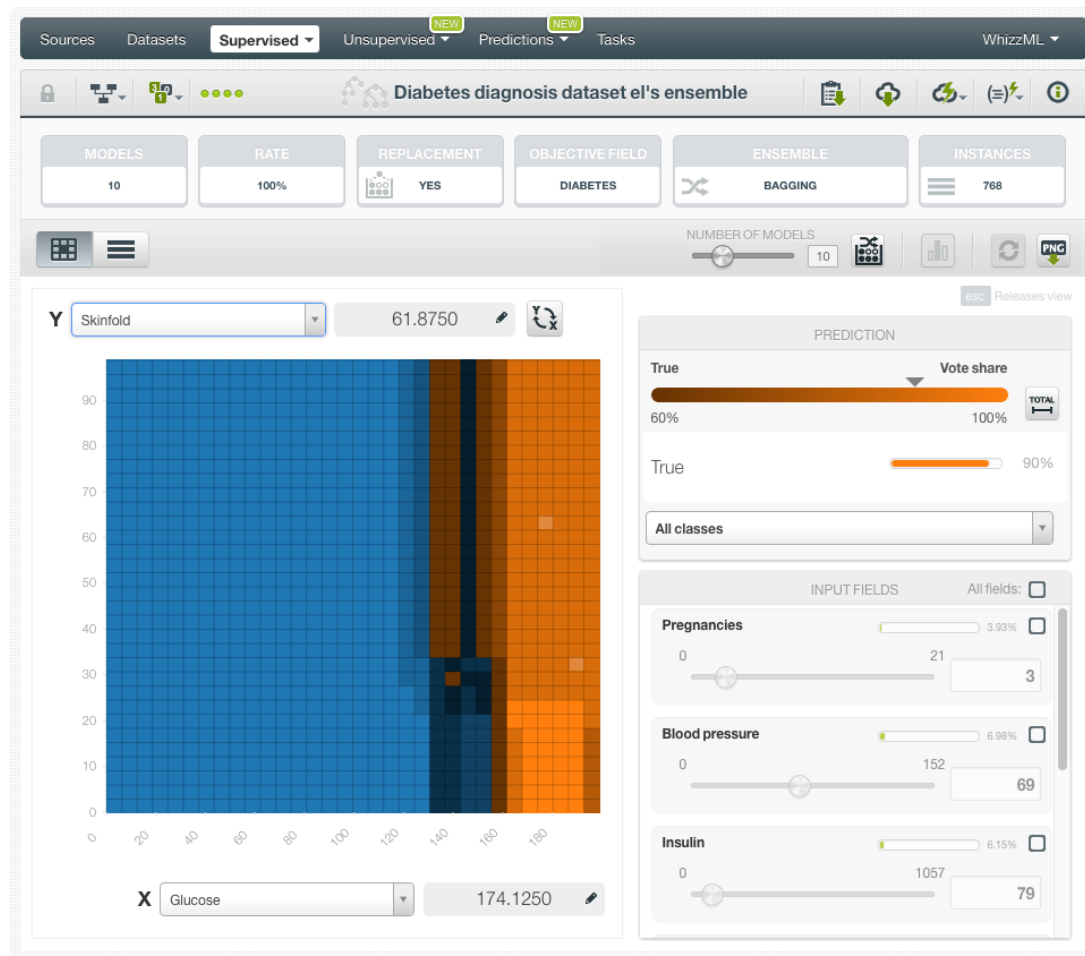 NEW NEW
Sources Datasets Supervised Unsupervised Predictions Tasks WhizzML
Diabetes diagnosis dataset el's ensemble
MODELS RATE REPLACEMENT OBJECTIVE FIELD ENSEMBLE INSTANCES
10 100% YES DIABETES BAGGING 768
NUMBER OF MODELS
10 PNG
esc Releases view
Y Skinfold 61.8750 Y X
PREDICTION
True Vote share
TOTAL
60% 100%
True 90%
All classes
INPUT FIELDS All fields:
Pregnancies 3.93%
0 21
3
Blood pressure 6.98%
0 152
69
Insulin 6.15%
0 1057
79
90
80
70
60
50
40
30
20
10
0
0 20 40 60 80 100 120 140 160 180
X Glucose 174.1250